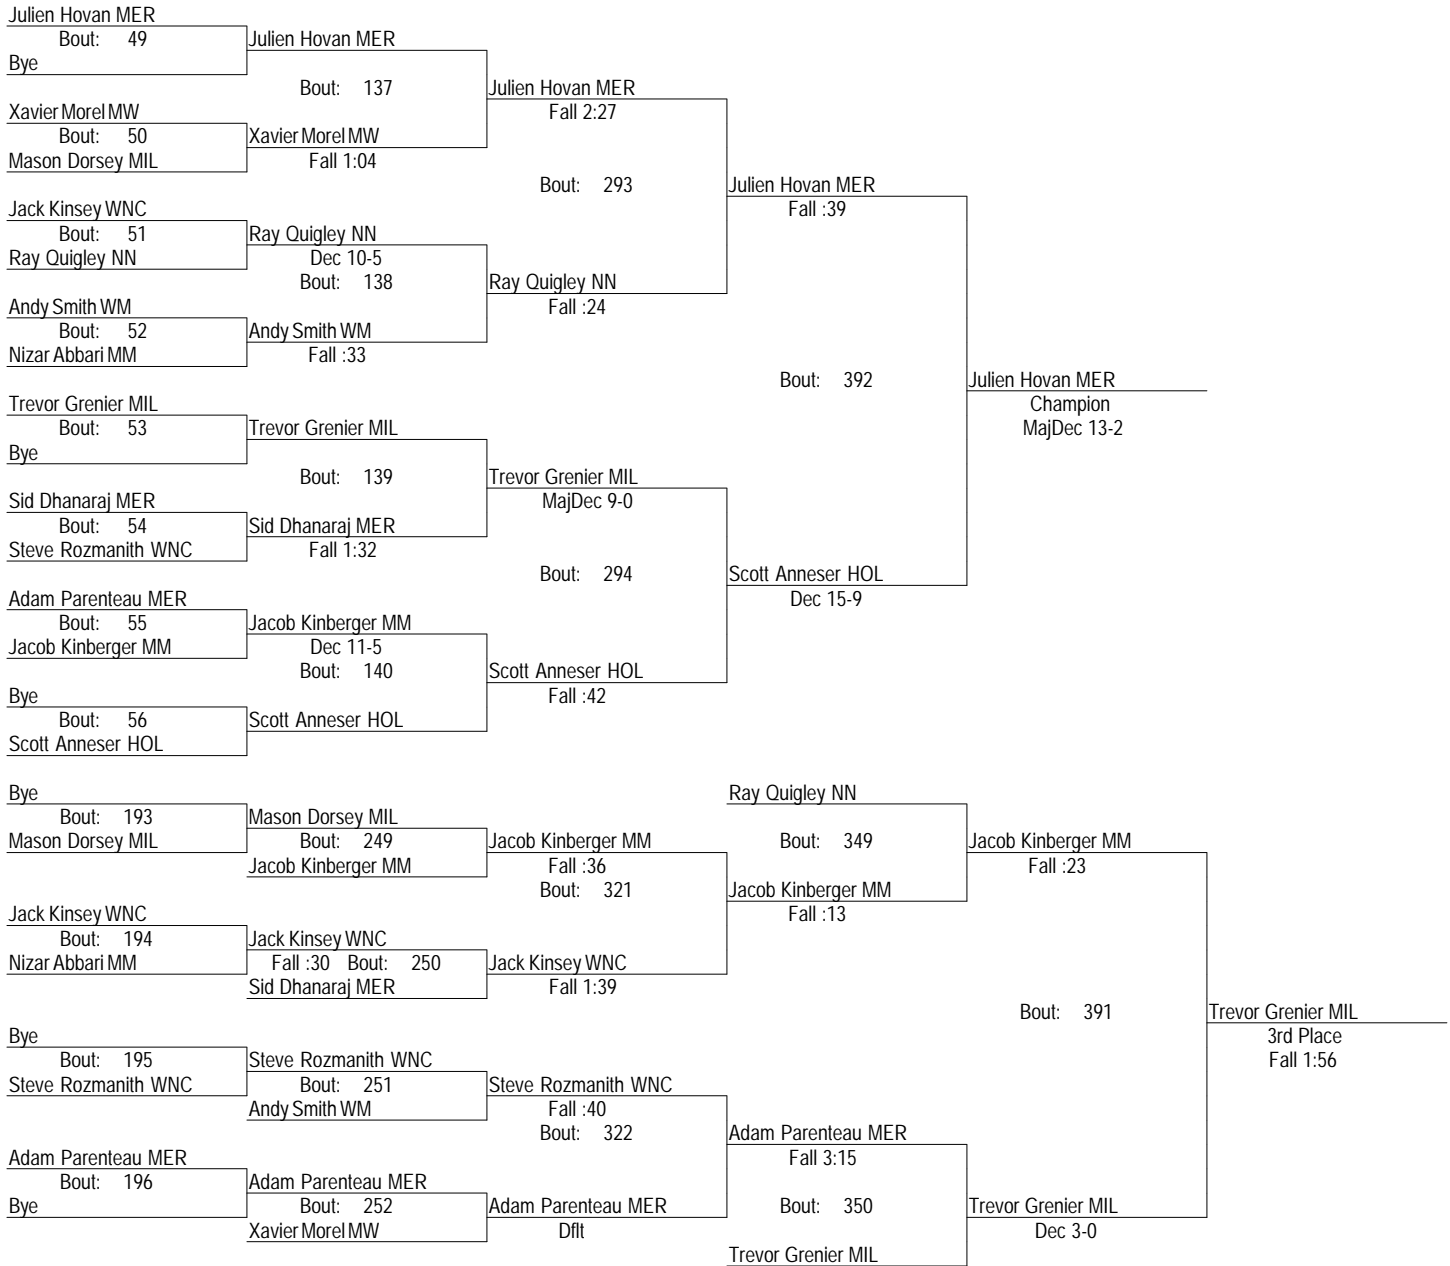 Julien Hovan MER
Bout: 49
Julien Hovan MER
Bye
Bout: 137
Julien Hovan MER
Fall 2:27
Xavier Morel MW
Bout: 50
Xavier Morel MW
Mason Dorsey MIL
Fall 1:04
Bout: 293
Julien Hovan MER
Fall :39
Jack Kinsey WNC
Bout: 51
Ray Quigley NN
Ray Quigley NN
Dec 10-5
Bout: 138
Ray Quigley NN
Fall :24
Andy Smith WM
Bout: 52
Andy Smith WM
Nizar Abbari MM
Fall :33
Bout: 392
Julien Hovan MER
Champion
MajDec 13-2
Trevor Grenier MIL
Bout: 53
Trevor Grenier MIL
Bye
Bout: 139
Trevor Grenier MIL
MajDec 9-0
Sid Dhanaraj MER
Bout: 54
Sid Dhanaraj MER
Steve Rozmanith WNC
Fall 1:32
Bout: 294
Scott Anneser HOL
Dec 15-9
Adam Parenteau MER
Bout: 55
Jacob Kinberger MM
Jacob Kinberger MM
Dec 11-5
Bout: 140
Scott Anneser HOL
Fall :42
Bye
Bout: 56
Scott Anneser HOL
Scott Anneser HOL
Bye
Bout: 193
Mason Dorsey MIL
Mason Dorsey MIL
Bout: 249
Jacob Kinberger MM
Jacob Kinberger MM
Fall :36
Bout: 321
Ray Quigley NN
Bout: 349
Jacob Kinberger MM
Fall :23
Jacob Kinberger MM
Fall :13
Jack Kinsey WNC
Bout: 194
Jack Kinsey WNC
Nizar Abbari MM
Fall :30 Bout: 250
Jack Kinsey WNC
Sid Dhanaraj MER
Fall 1:39
Bout: 391
Trevor Grenier MIL
3rd Place
Fall 1:56
Bye
Bout: 195
Steve Rozmanith WNC
Steve Rozmanith WNC
Bout: 251
Steve Rozmanith WNC
Andy Smith WM
Fall :40
Bout: 322
Adam Parenteau MER
Fall 3:15
Adam Parenteau MER
Bout: 196
Adam Parenteau MER
Bye
Bout: 252
Adam Parenteau MER
Xavier Morel MW
Dflt
Bout: 350
Trevor Grenier MIL
Dec 3-0
Trevor Grenier MIL